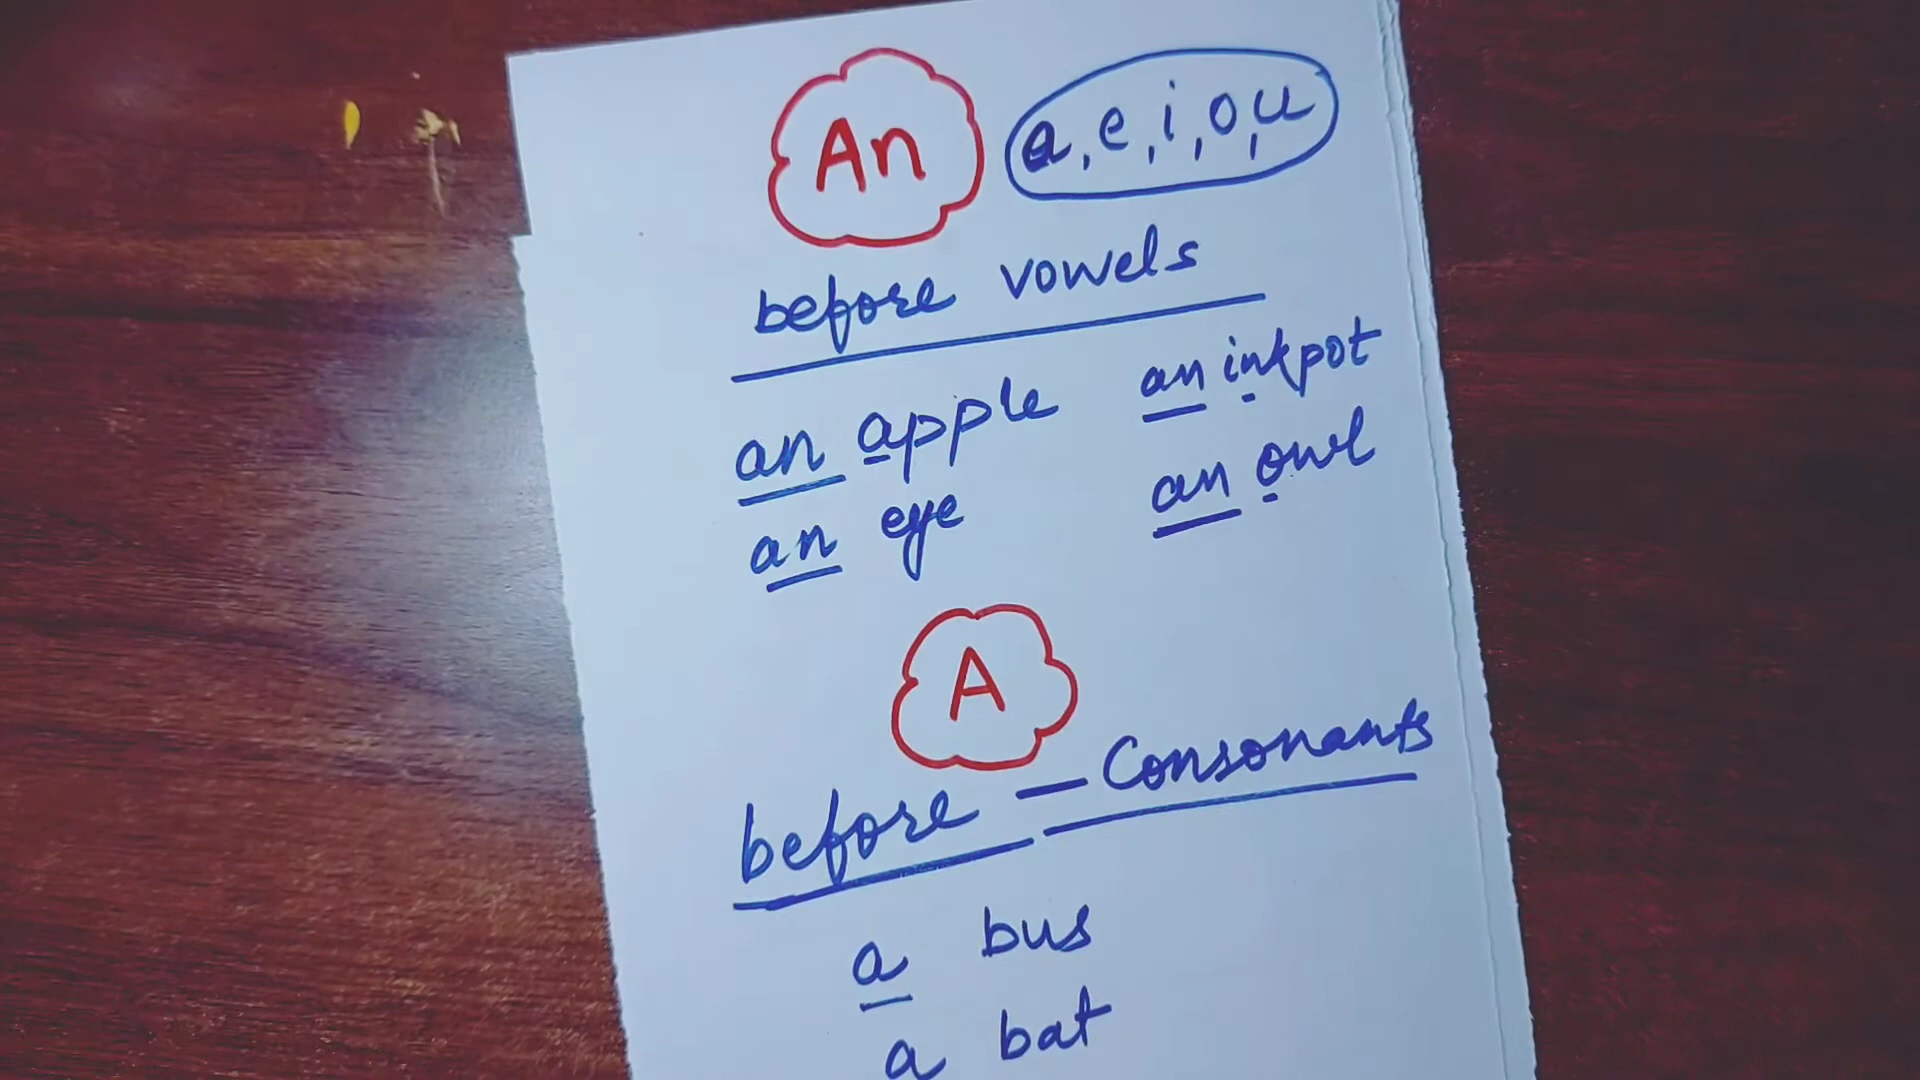 An a, e, i, o, u
before vowels
an apple an inkpot
an eye an owl
A
before - Consonants
a bus
a bat